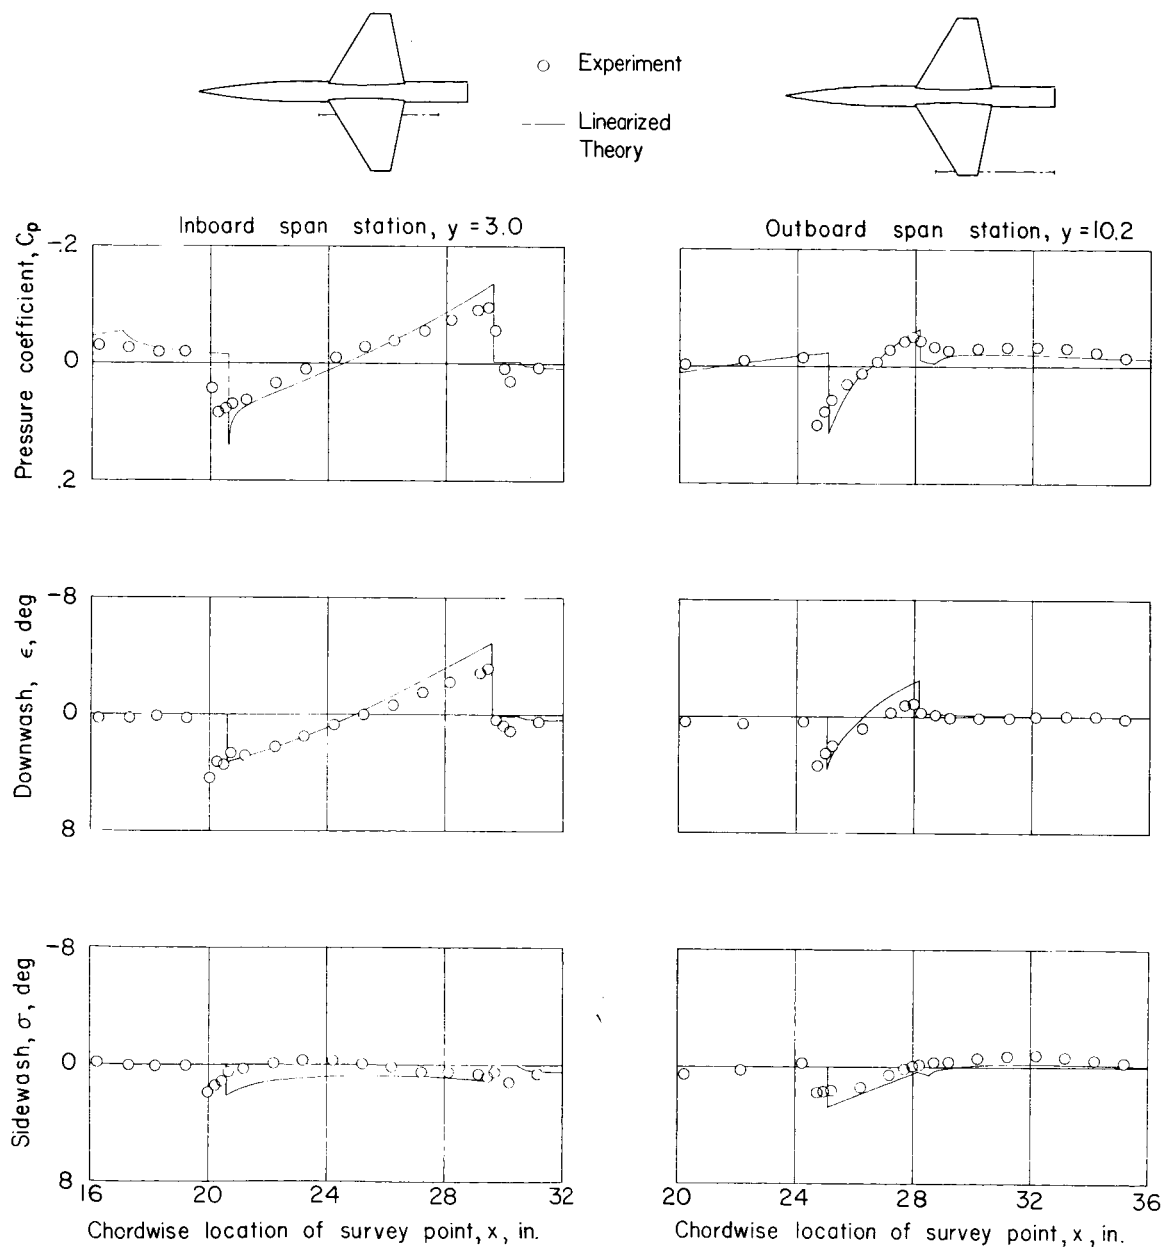 Experiment
Linearized
Theory
Inboard span station, y = 3.0
Outboard span station, y = 10.2
Pressure coefficient, Cp
-.2
0
.2
Downwash, ϵ, deg
-8
0
8
Sidewash, σ, deg
-8
0
8
16 20 24 28 32
20 24 28 32 36
Chordwise location of survey point, x, in.
Chordwise location of survey point, x, in.